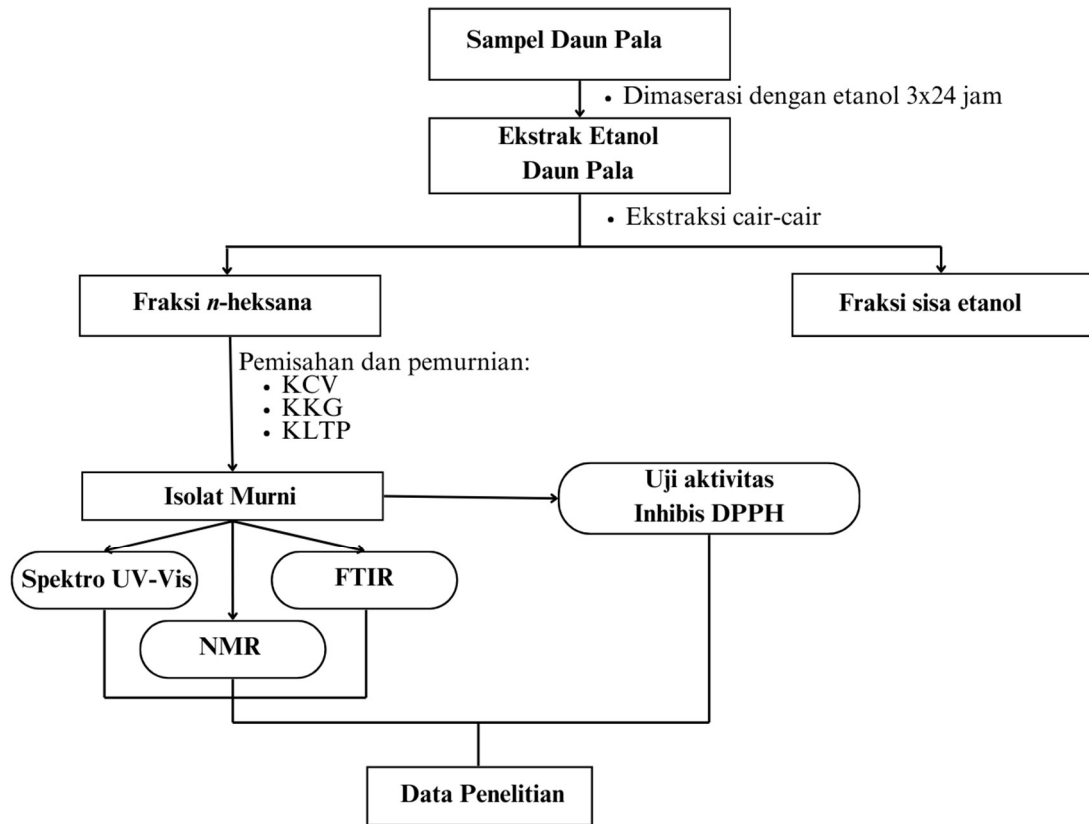 Sampel Daun Pala
• Dimaserasi dengan etanol 3x24 jam
Ekstrak Etanol
Daun Pala
• Ekstraksi cair-cair
Fraksi n-heksana
Fraksi sisa etanol
Pemisahan dan pemurnian:
• KCV
• KKG
• KLTP
Isolat Murni
Uji aktivitas
Inhibis DPPH
Spektro UV-Vis
FTIR
NMR
Data Penelitian